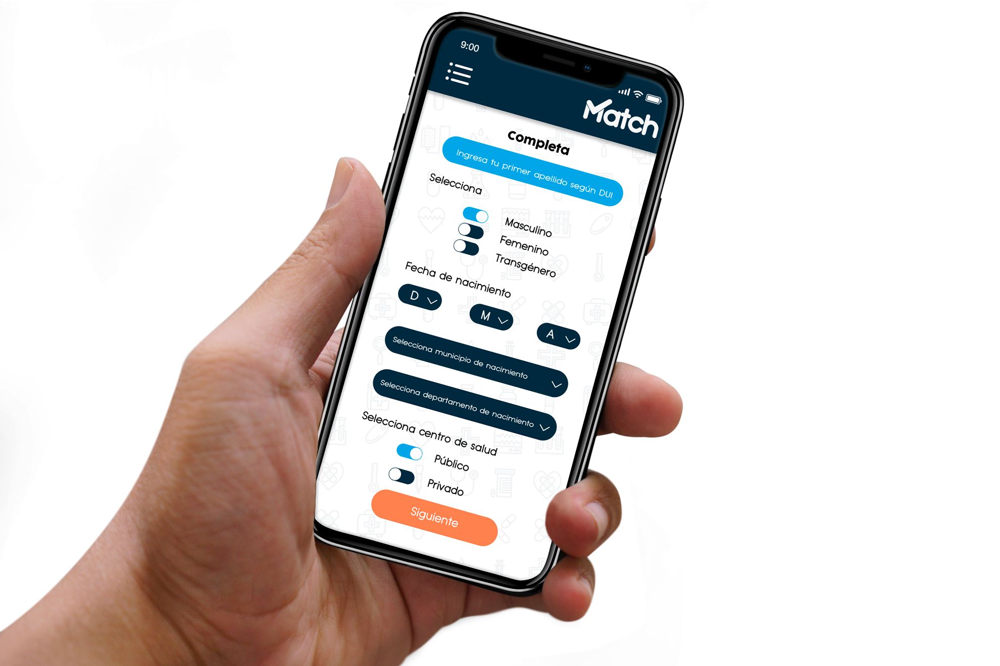 9:00
Match
Completa
Ingresa tu primer apellido según DUI
Selecciona
Masculino
Femenino
Transgénero
Fecha de nacimiento
D
M
A
Selecciona municipio de nacimiento
Selecciona departamento de nacimiento
Selecciona centro de salud
Público
Privado
Siguiente